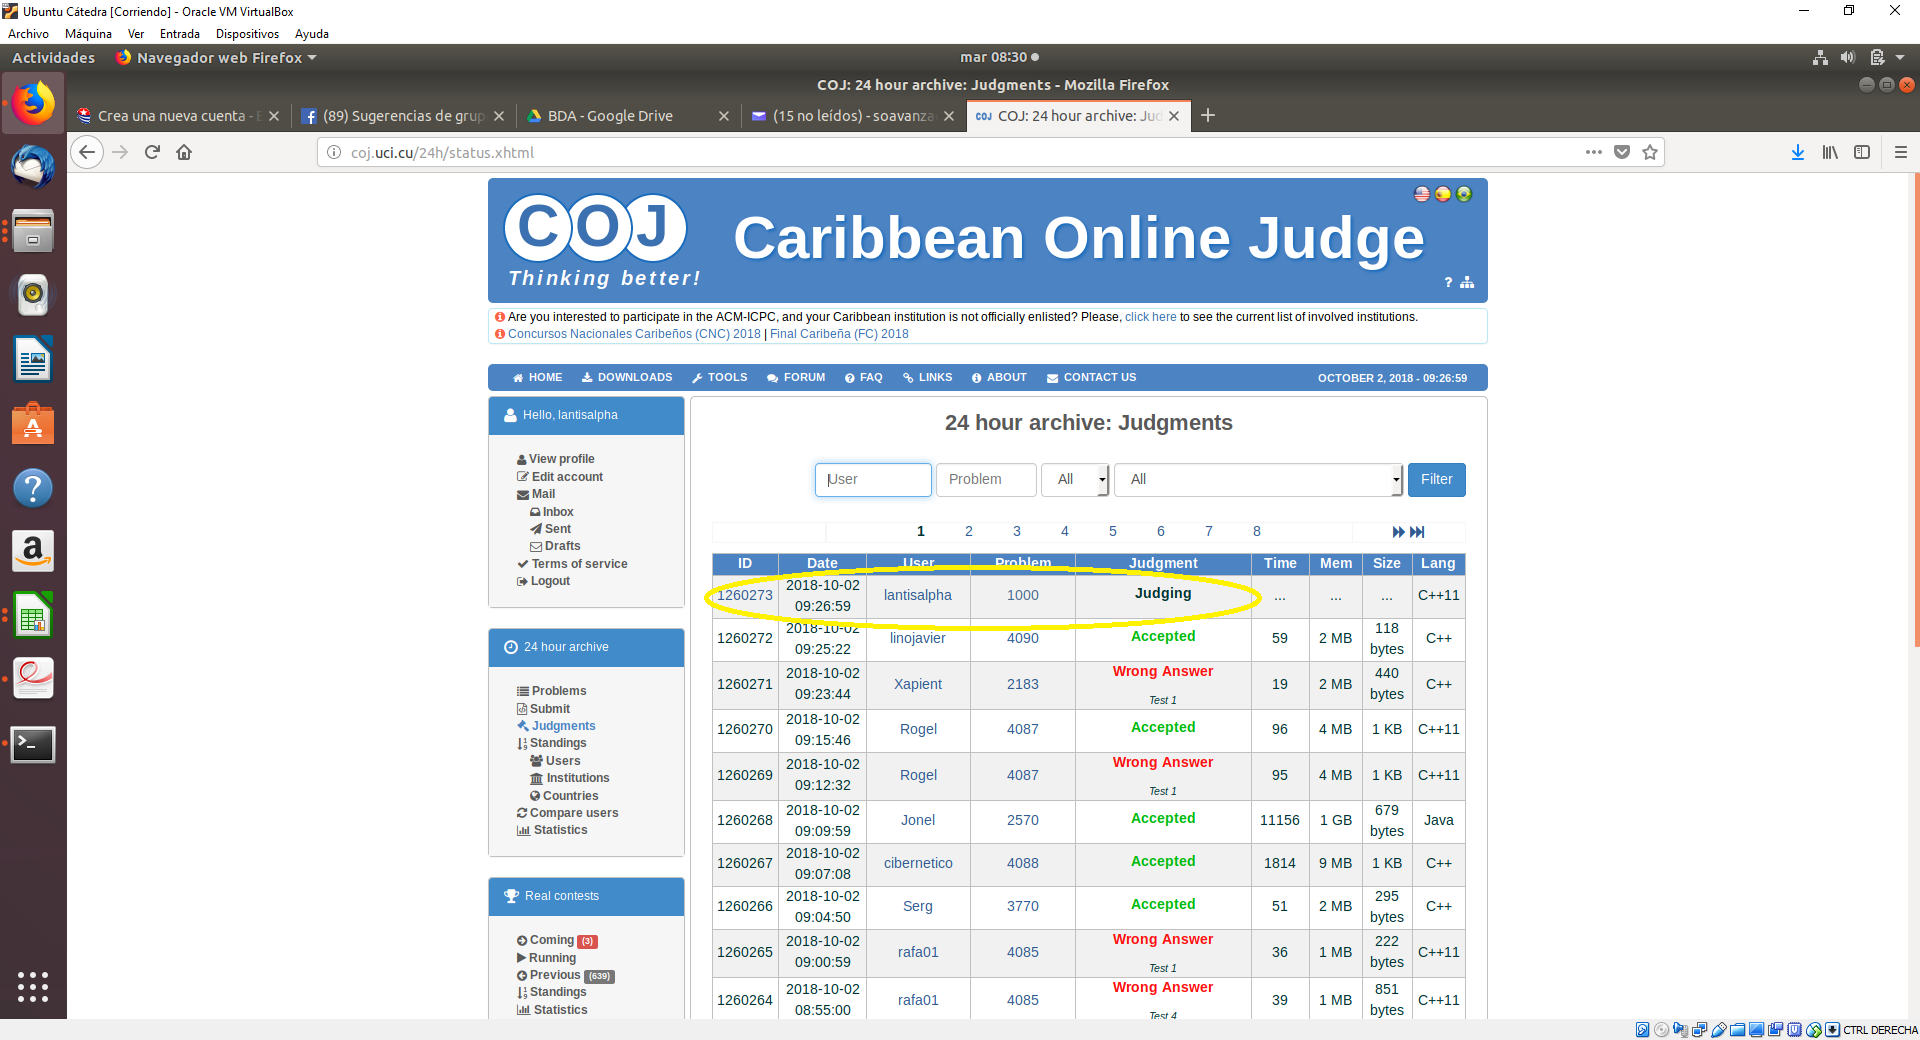 Ubuntu Cátedra [Corriendo] - Oracle VM VirtualBox
Archivo Máquina Ver Entrada Dispositivos Ayuda
Actividades Navegador web Firefox mar 08:30
COJ: 24 hour archive: Judgments - Mozilla Firefox
Crea una nueva cuenta - (89) Sugerencias de grup BDA - Google Drive (15 no leídos) - soavanza COJ: 24 hour archive: Jud
coj.uci.cu/24h/status.xhtml
COJ
Caribbean Online Judge
Thinking better!
Are you interested to participate in the ACM-ICPC, and your Caribbean institution is not officially enlisted? Please, click here to see the current list of involved institutions.
Concursos Nacionales Caribeños (CNC) 2018 | Final Caribeña (FC) 2018
HOME DOWNLOADS TOOLS FORUM FAQ LINKS ABOUT CONTACT US OCTOBER 2, 2018 - 09:26:59
Hello, lantisalpha
View profile
Edit account
Mail
Inbox
Sent
Drafts
Terms of service
Logout
24 hour archive
Problems
Submit
Judgments
Standings
Users
Institutions
Countries
Compare users
Statistics
Real contests
Coming (3)
Running
Previous (639)
Standings
Statistics
24 hour archive: Judgments
User Problem All All Filter
1 2 3 4 5 6 7 8
ID Date User Problem Judgment Time Mem Size Lang
1260273 2018-10-02 09:26:59 lantisalpha 1000 Judging ... ... ... C++11
1260272 2018-10-02 09:25:22 linojavier 4090 Accepted 59 2 MB 118 bytes C++
1260271 2018-10-02 09:23:44 Xapient 2183 Wrong Answer Test 1 19 2 MB 440 bytes C++
1260270 2018-10-02 09:15:46 Rogel 4087 Accepted 96 4 MB 1 KB C++11
1260269 2018-10-02 09:12:32 Rogel 4087 Wrong Answer Test 1 95 4 MB 1 KB C++11
1260268 2018-10-02 09:09:59 Jonel 2570 Accepted 11156 1 GB 679 bytes Java
1260267 2018-10-02 09:07:08 cibernetico 4088 Accepted 1814 9 MB 1 KB C++
1260266 2018-10-02 09:04:50 Serg 3770 Accepted 51 2 MB 295 bytes C++
1260265 2018-10-02 09:00:59 rafa01 4085 Wrong Answer Test 1 36 1 MB 222 bytes C++11
1260264 2018-10-02 08:55:00 rafa01 4085 Wrong Answer Test 4 39 1 MB 851 bytes C++11
CTRL DERECHA